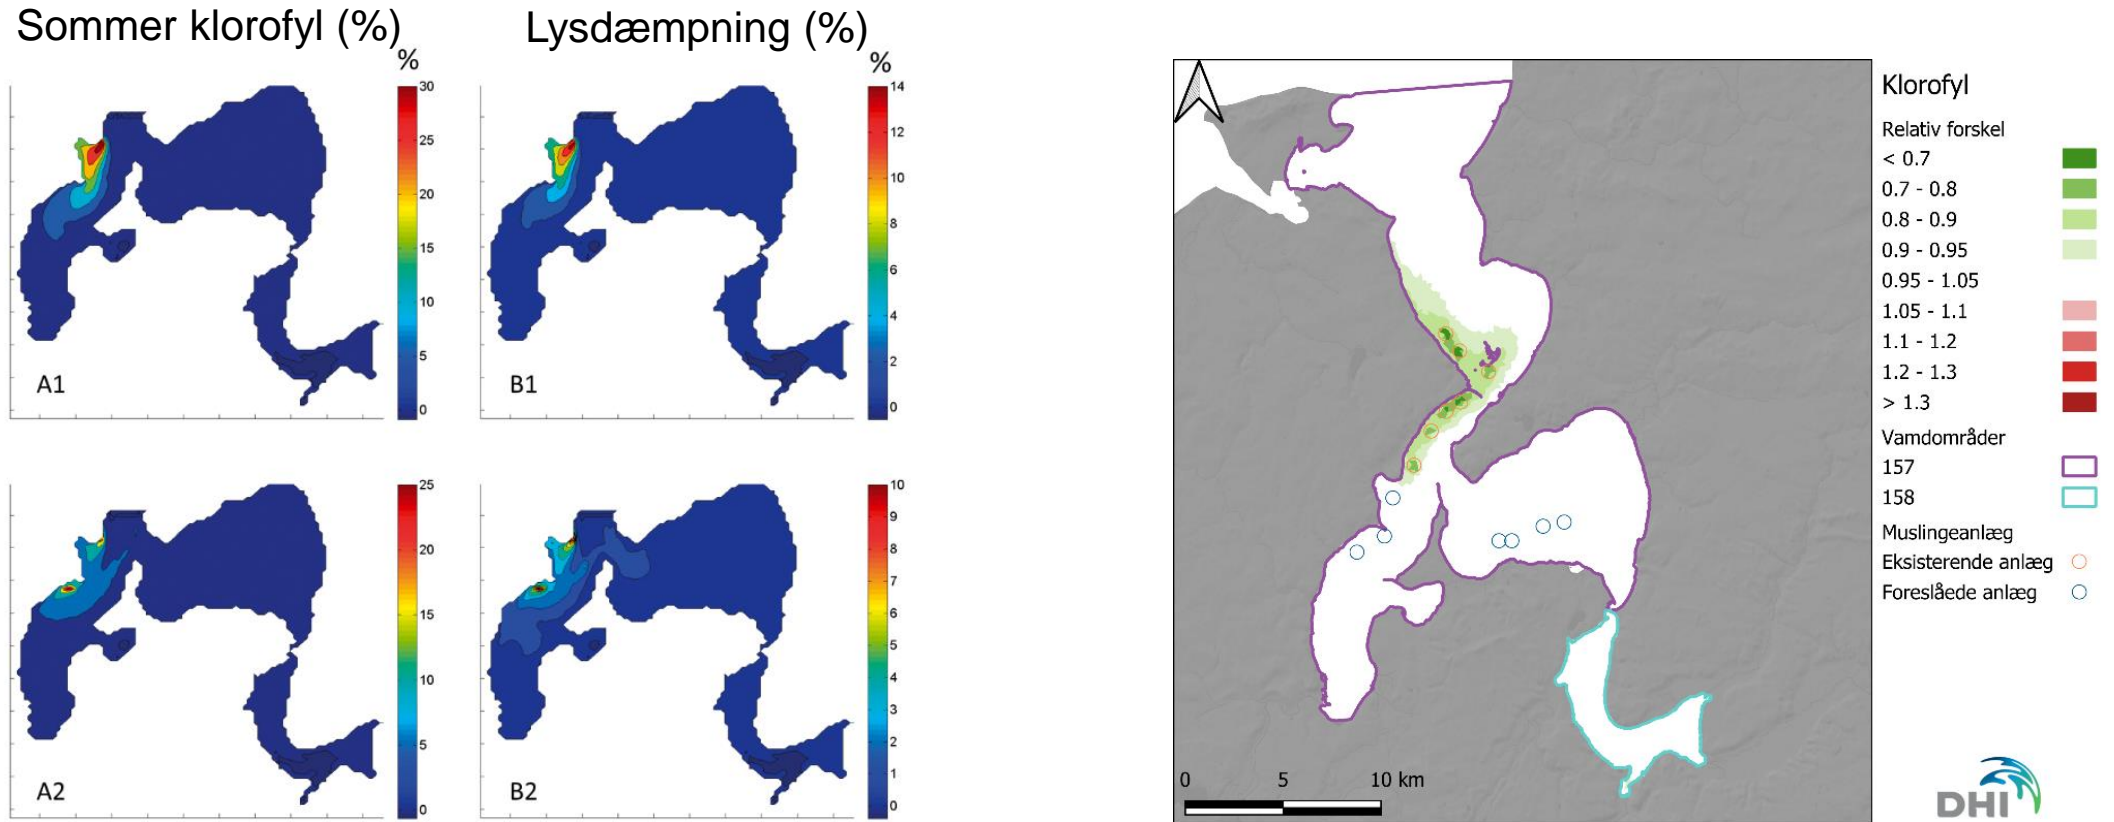 Sommer klorofyl (%)
Lysdæmpning (%)
%
30
25
20
15
10
5
0
A1
%
14
12
10
8
6
4
2
0
B1
25
20
15
10
5
0
A2
10
9
8
7
6
5
4
3
2
1
0
B2
0 5 10 km
Klorofyl
Relativ forskel
< 0.7
0.7 - 0.8
0.8 - 0.9
0.9 - 0.95
0.95 - 1.05
1.05 - 1.1
1.1 - 1.2
1.2 - 1.3
> 1.3
Vamdområder
157
158
Muslingeanlæg
Eksisterende anlæg
Foreslåede anlæg
DHI